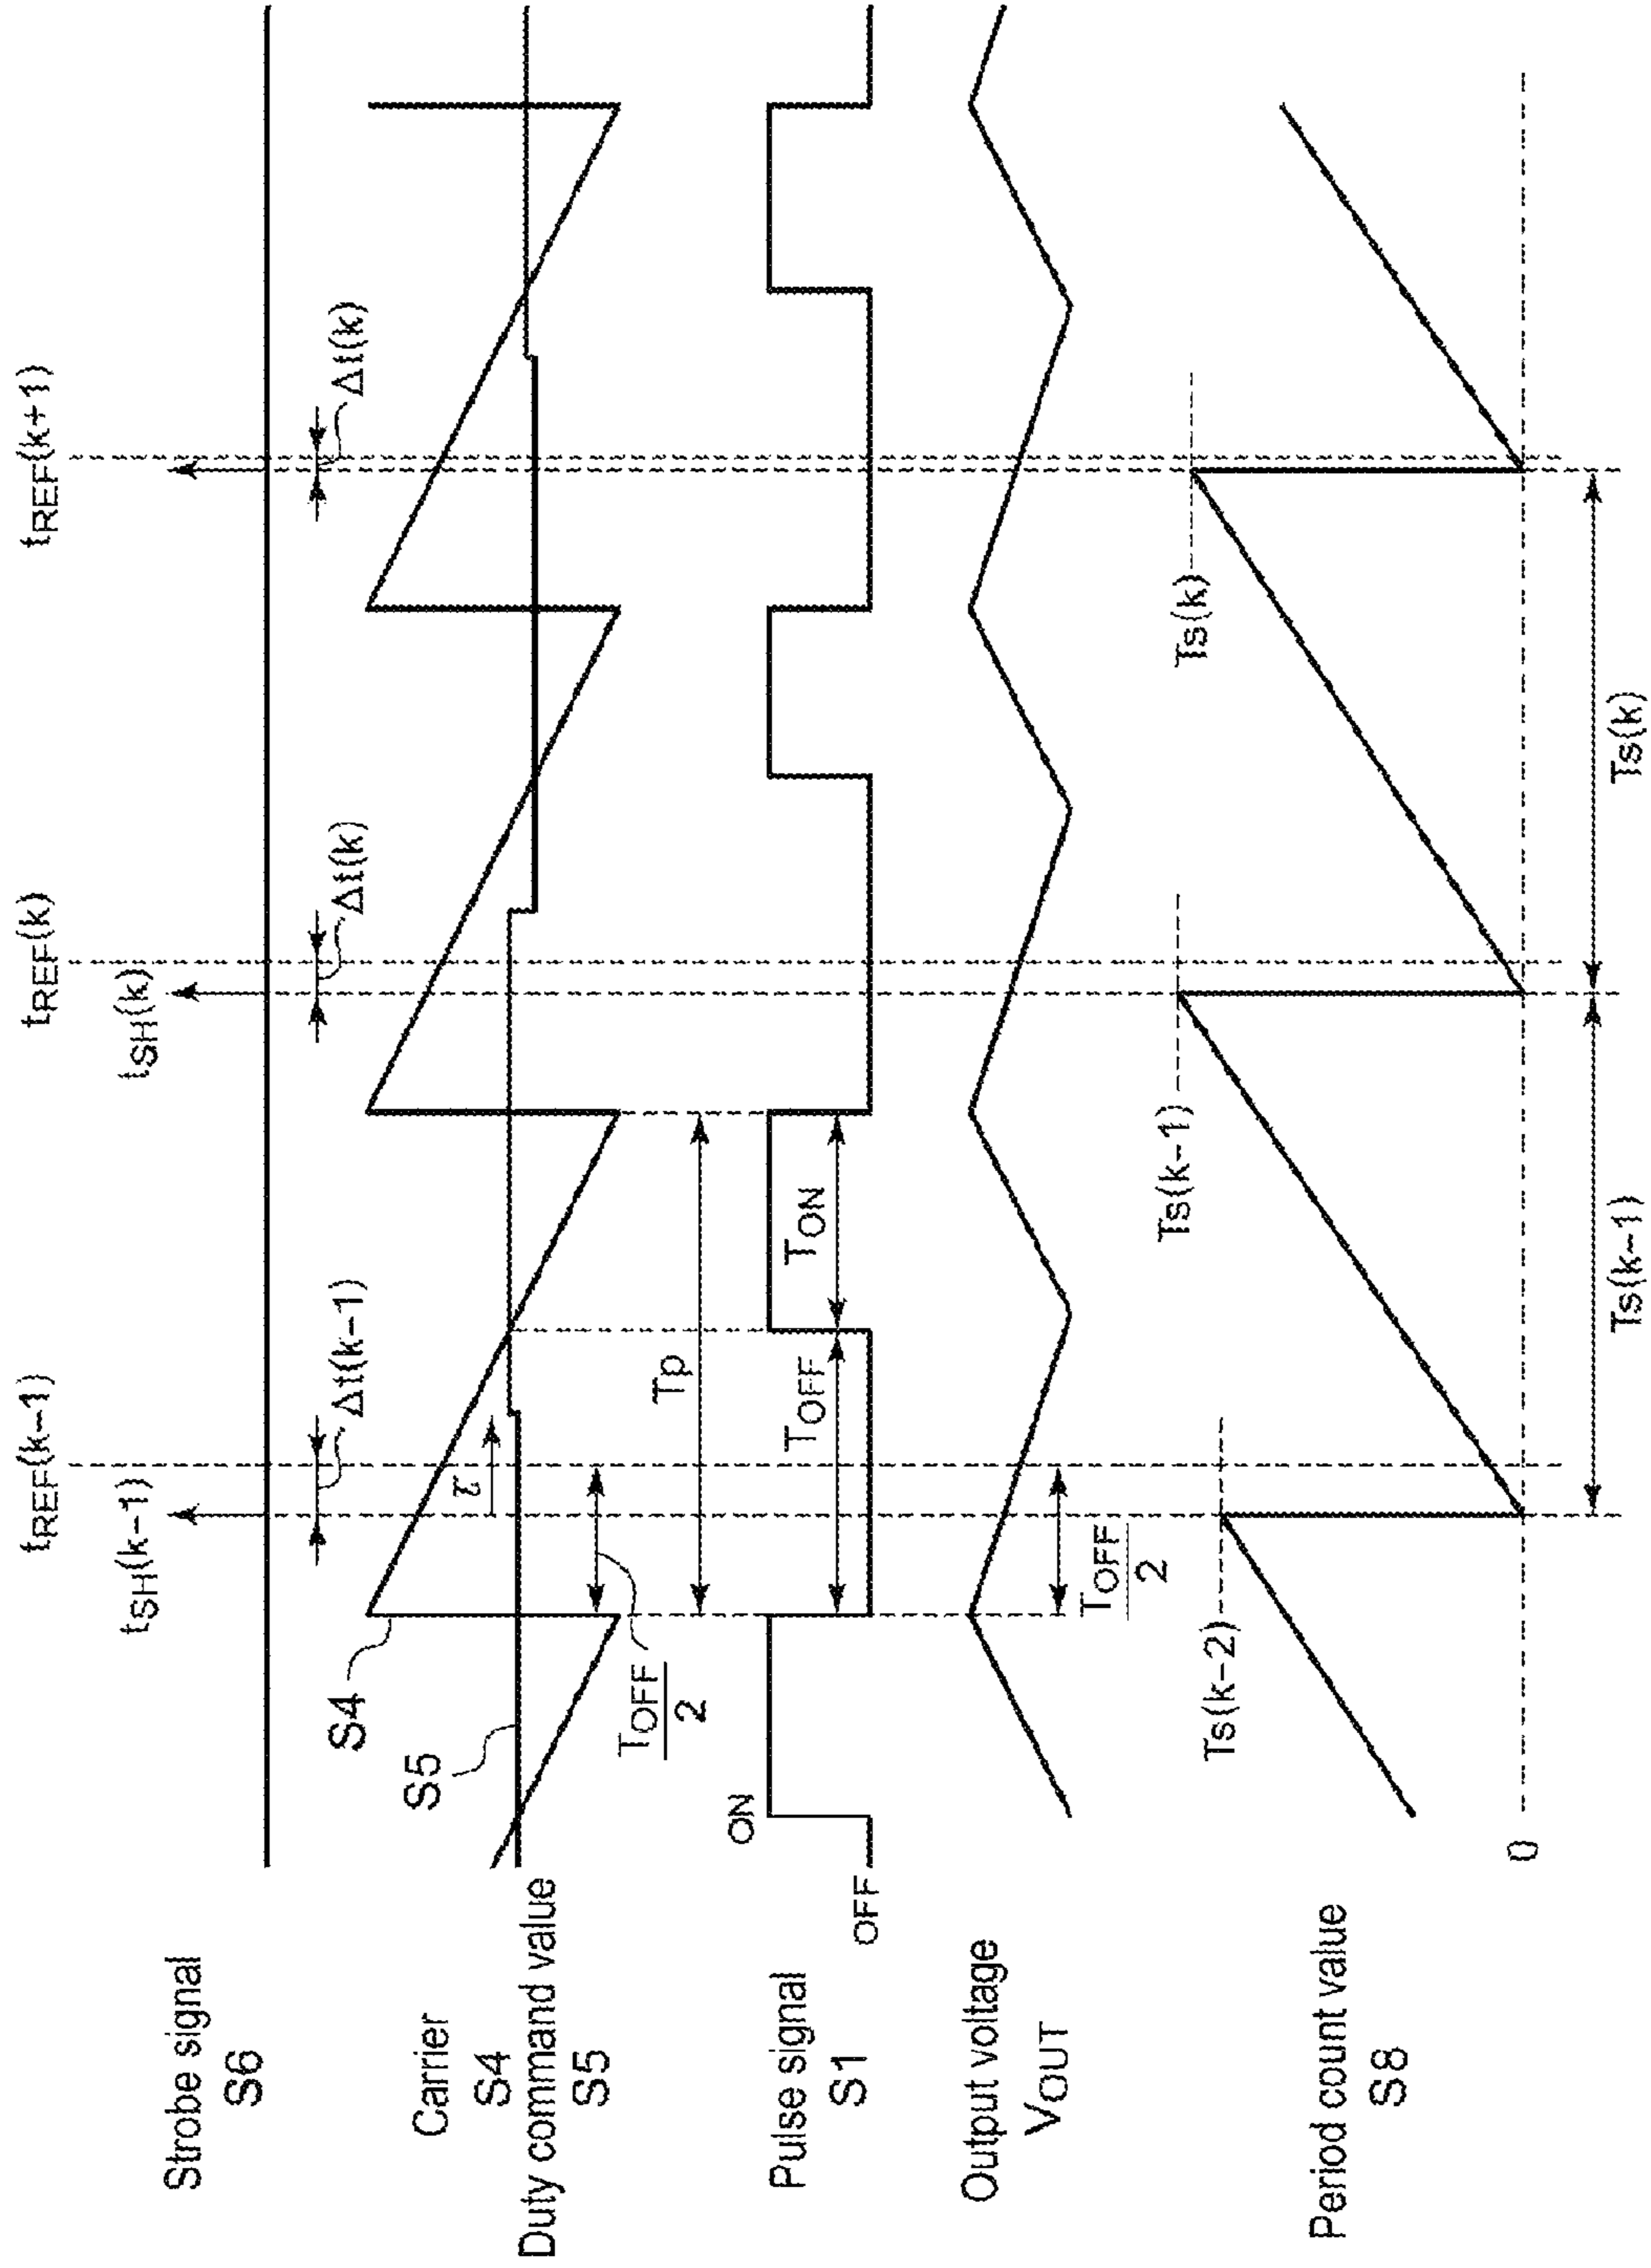 tREF(k-1)
tREF(k)
tREF(k+1)
tSH(k-1)
tSH(k)
Strobe signal
S6
Δt(k-1)
Δt(k)
Δt(k)
Carrier
S4
Duty command value
S5
S4
S5
τ
TOFF
2
Tp
Pulse signal
S1
ON
OFF
TOFF
TON
Output voltage
VOUT
TOFF
2
Period count value
S8
Ts(k-2)
Ts(k-1)
Ts(k)
0
Ts(k-1)
Ts(k)